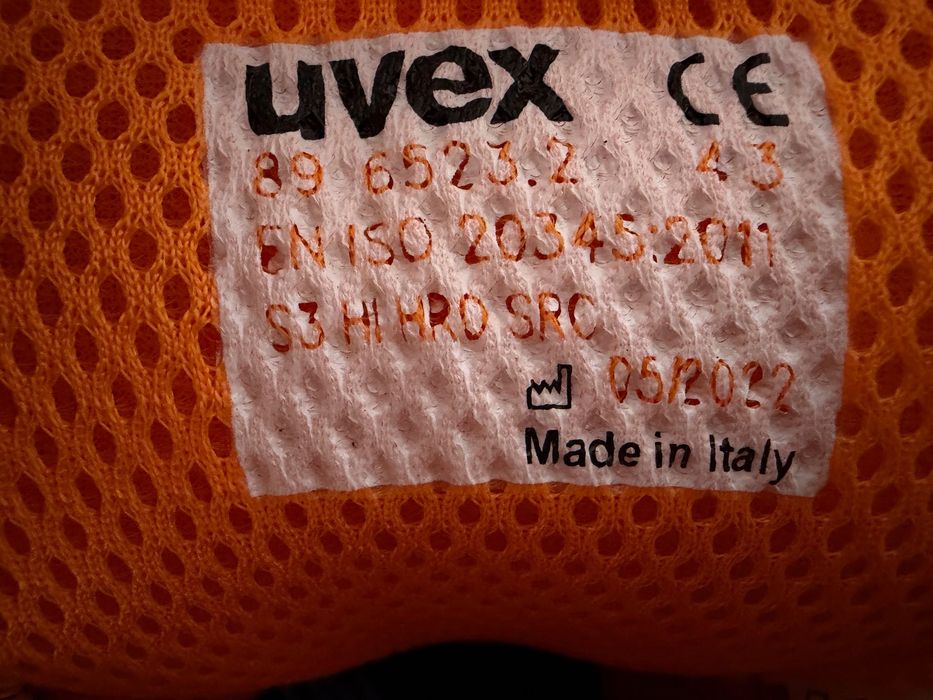 uvex CE
89 6523.2 43
EN ISO 20345:2011
S3 HI HRO SRC
05/2022
Made in Italy